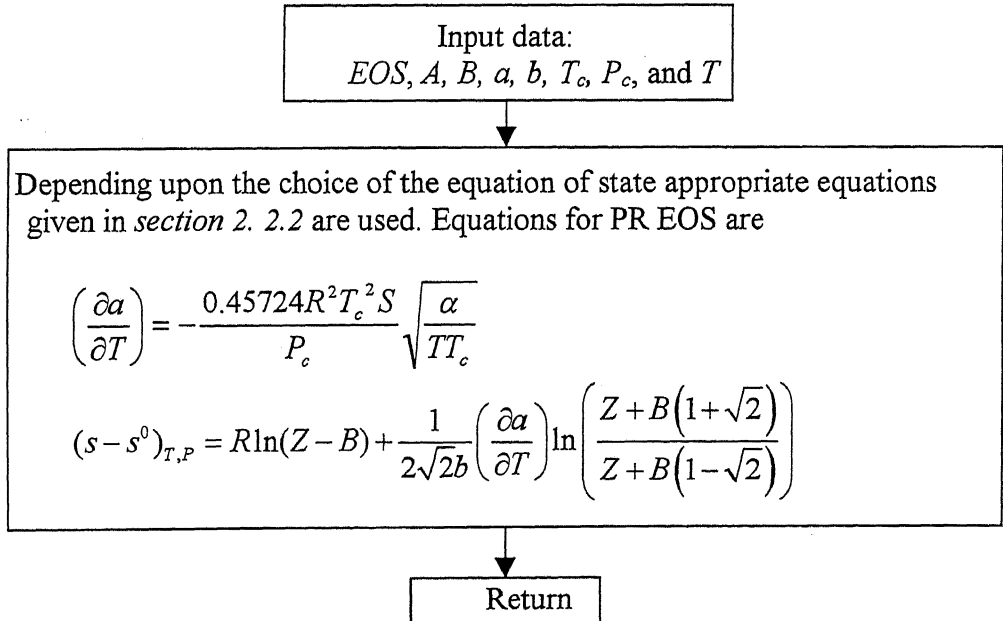 Input data:
EOS, A, B, a, b, T_c, P_c, and T
Depending upon the choice of the equation of state appropriate equations
given in section 2. 2.2 are used. Equations for PR EOS are
(∂a/∂T) = −(0.45724R²T_c²S/P_c)√(α/(TT_c))
(s−s⁰)_{T,P} = Rln(Z−B)+(1/(2√2b))(∂a/∂T)ln((Z+B(1+√2))/(Z+B(1−√2)))
Return